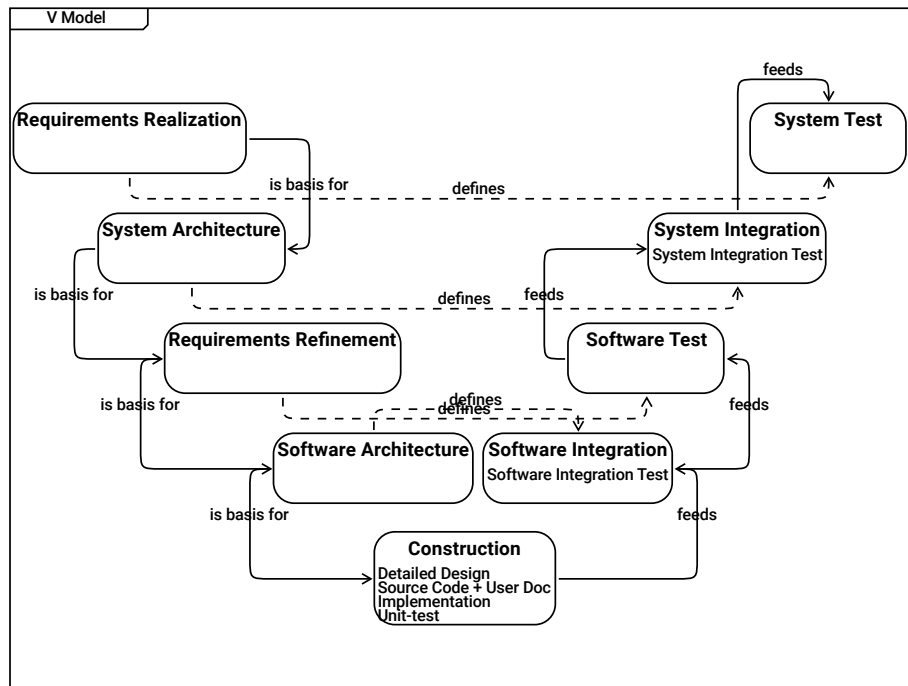 V Model
feeds
Requirements Realization
System Test
is basis for
defines
System Architecture
System Integration
System Integration Test
is basis for
defines
feeds
Requirements Refinement
Software Test
is basis for
defines
defines
feeds
Software Architecture
Software Integration
Software Integration Test
is basis for
feeds
Construction
Detailed Design
Source Code + User Doc
Implementation
Unit-test